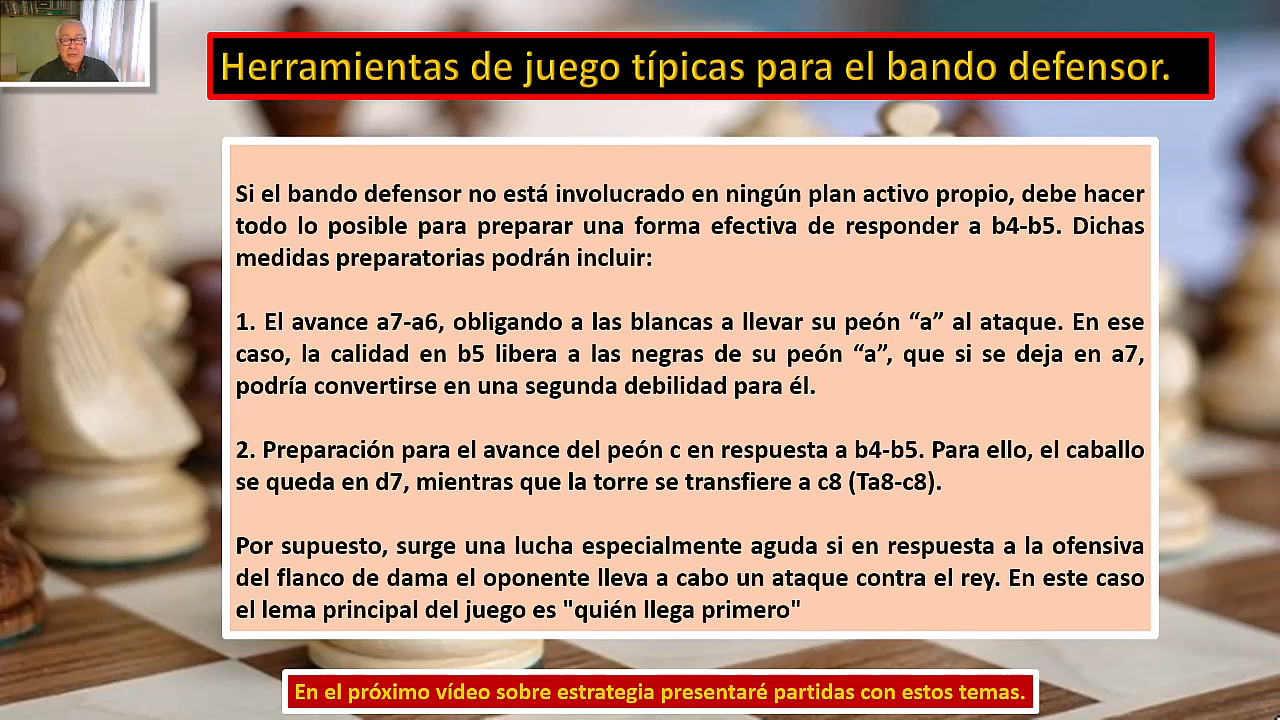 Herramientas de juego típicas para el bando defensor.
Si el bando defensor no está involucrado en ningún plan activo propio, debe hacer
todo lo posible para preparar una forma efectiva de responder a b4-b5. Dichas
medidas preparatorias podrán incluir:
1. El avance a7-a6, obligando a las blancas a llevar su peón “a” al ataque. En ese
caso, la calidad en b5 libera a las negras de su peón “a”, que si se deja en a7,
podría convertirse en una segunda debilidad para él.
2. Preparación para el avance del peón c en respuesta a b4-b5. Para ello, el caballo
se queda en d7, mientras que la torre se transfiere a c8 (Ta8-c8).
Por supuesto, surge una lucha especialmente aguda si en respuesta a la ofensiva
del flanco de dama el oponente lleva a cabo un ataque contra el rey. En este caso
el lema principal del juego es "quién llega primero"
En el próximo vídeo sobre estrategia presentaré partidas con estos temas.